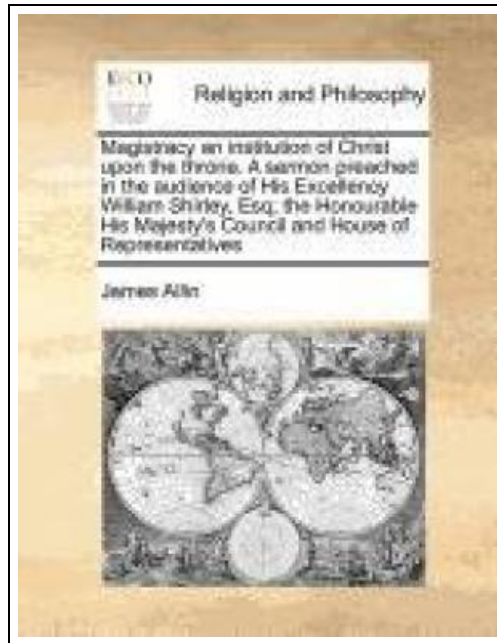 ECCO
Religion and Philosophy
Magistracy an institution of Christ
upon the throne. A sermon preached
in the audience of His Excellency
William Shirley, Esq; the Honourable
His Majesty's Council and House of
Representatives
James Allin